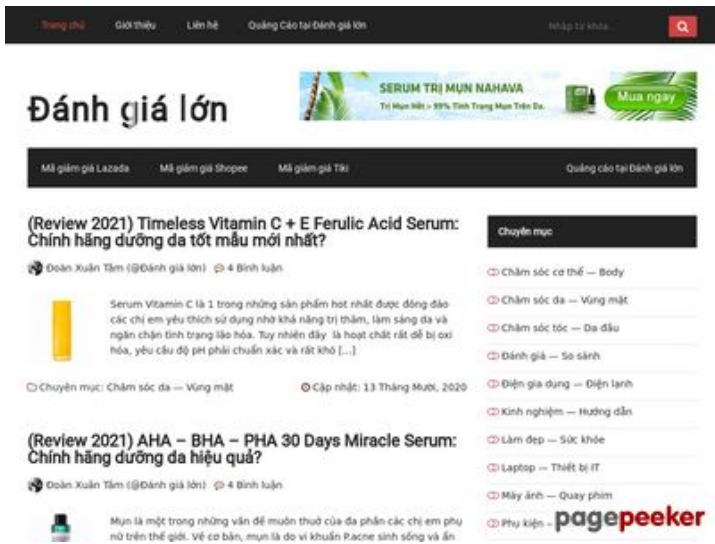 Trang chủ Giới thiệu Liên hệ Quảng Cáo tại Đánh giá lớn Nhập từ khóa...
Đánh giá lớn
SERUM TRỊ MỤN NAHAVA
Trị Mụn Hết > 99% Tình Trạng Mụn Trên Da.
Mua ngay
Mã giảm giá Lazada Mã giảm giá Shopee Mã giảm giá Tiki Quảng cáo tại Đánh giá lớn
(Review 2021) Timeless Vitamin C + E Ferulic Acid Serum:
Chính hãng dưỡng da tốt mẫu mới nhất?
Đoàn Xuân Tâm (@Đánh giá lớn) 4 Bình luận
Serum Vitamin C là 1 trong những sản phẩm hot nhất được đông đảo
các chị em yêu thích sử dụng nhờ khả năng trị thâm, làm sáng da và
ngăn chặn tình trạng lão hóa. Tuy nhiên đây là hoạt chất rất dễ bị oxi
hóa, yêu cầu độ pH phải chuẩn xác và rất khó [...]
Chuyên mục: Chăm sóc da — Vùng mặt Cập nhật: 13 Tháng Mười, 2020
(Review 2021) AHA – BHA – PHA 30 Days Miracle Serum:
Chính hãng dưỡng da hiệu quả?
Đoàn Xuân Tâm (@Đánh giá lớn) 4 Bình luận
Mụn là một trong những vấn đề muôn thuở của đa phần các chị em phụ
nữ trên thế giới. Về cơ bản, mụn là do vi khuẩn P.acne sinh sống và ẩn
Chuyên mục
Chăm sóc cơ thể — Body
Chăm sóc da — Vùng mặt
Chăm sóc tóc — Da đầu
Đánh giá — So sánh
Điện gia dụng — Điện lạnh
Kinh nghiệm — Hướng dẫn
Làm đẹp — Sức khỏe
Laptop — Thiết bị IT
Máy ảnh — Quay phim
Phụ kiện –
pagepeeker